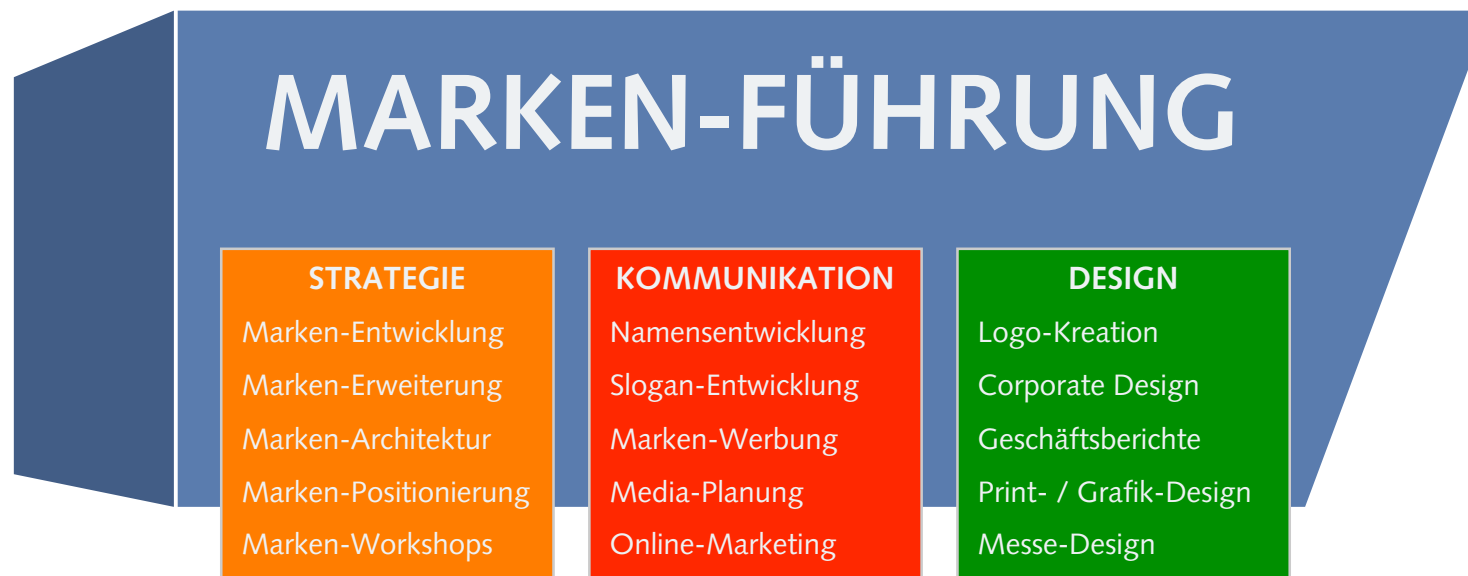 MARKEN-FÜHRUNG
STRATEGIE
Marken-Entwicklung
Marken-Erweiterung
Marken-Architektur
Marken-Positionierung
Marken-Workshops
KOMMUNIKATION
Namensentwicklung
Slogan-Entwicklung
Marken-Werbung
Media-Planung
Online-Marketing
DESIGN
Logo-Kreation
Corporate Design
Geschäftsberichte
Print- / Grafik-Design
Messe-Design